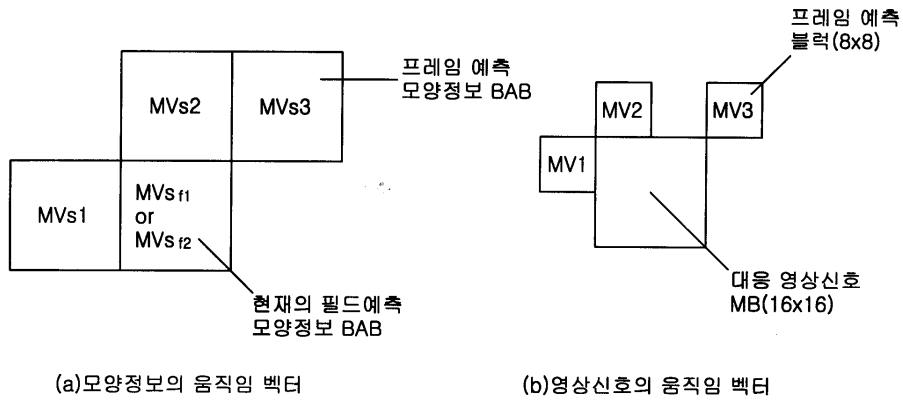 프레임 예측
모양정보 BAB
MVs2
MVs3
MVs1
MVs f1
or
MVs f2
현재의 필드예측
모양정보 BAB
(a)모양정보의 움직임 벡터
프레임 예측
블럭(8x8)
MV2
MV3
MV1
대응 영상신호
MB(16x16)
(b)영상신호의 움직임 벡터